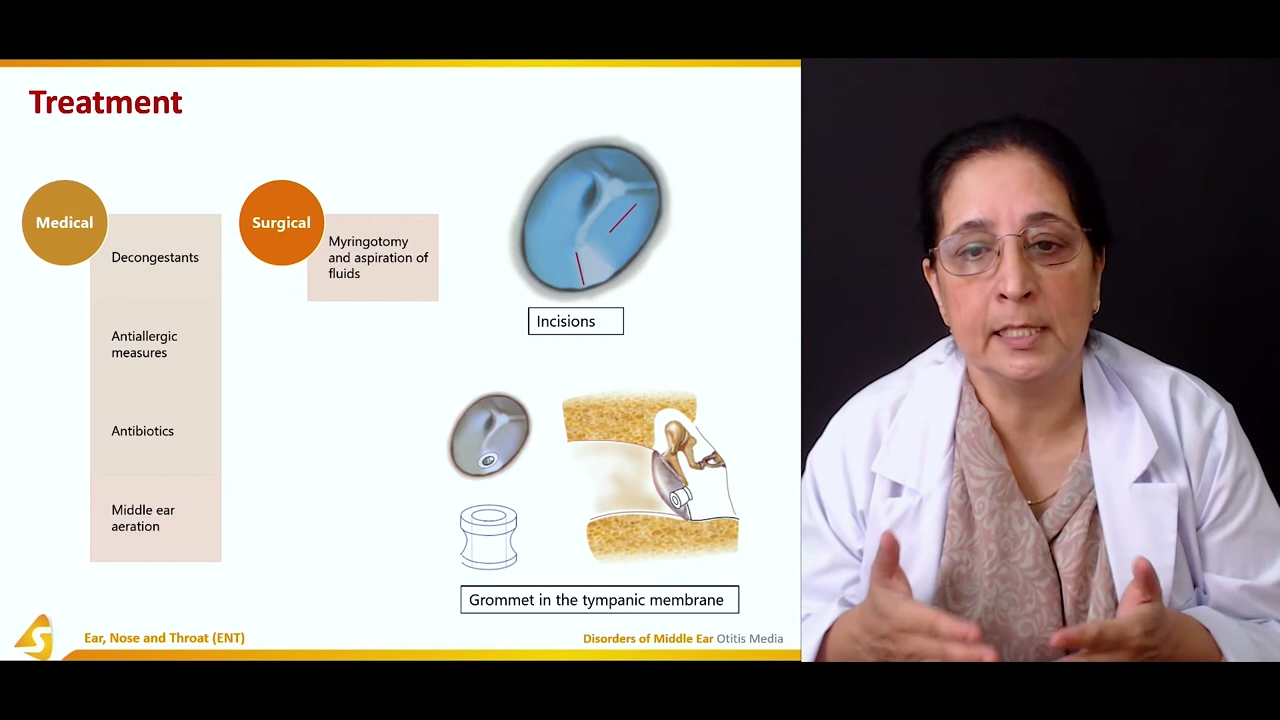 Treatment
Medical
Decongestants
Antiallergic
measures
Antibiotics
Middle ear
aeration
Surgical
Myringotomy
and aspiration of
fluids
Incisions
Grommet in the tympanic membrane
Ear, Nose and Throat (ENT)
Disorders of Middle Ear Otitis Media